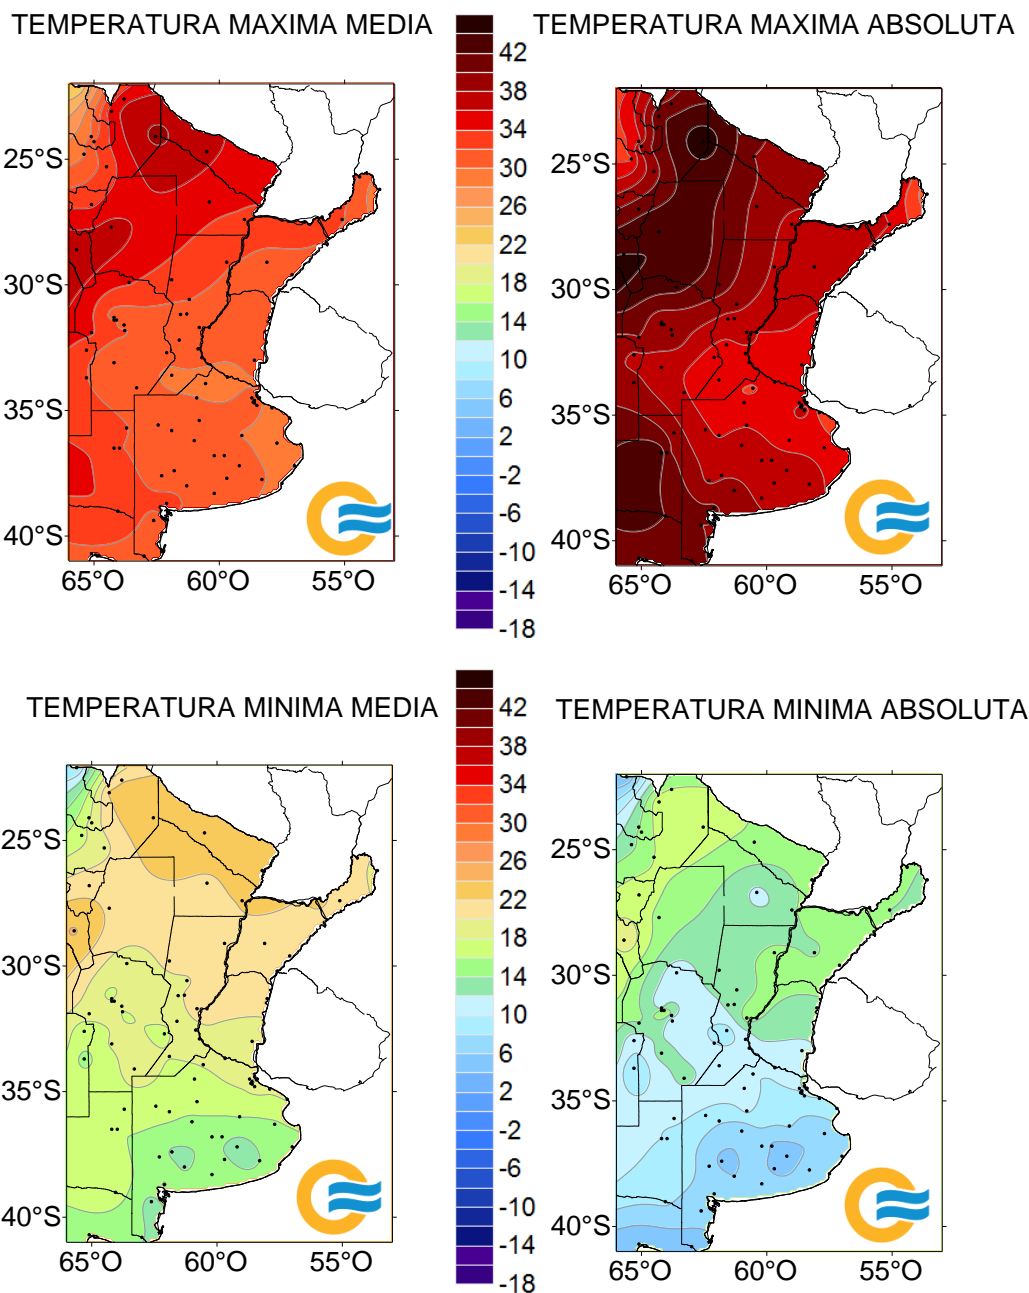 TEMPERATURA MAXIMA MEDIA
TEMPERATURA MAXIMA ABSOLUTA
42
38
34
30
26
22
18
14
10
6
2
-2
-6
-10
-14
-18
25°S
30°S
35°S
40°S
65°O 60°O 55°O
25°S
30°S
35°S
40°S
65°O 60°O 55°O
TEMPERATURA MINIMA MEDIA
TEMPERATURA MINIMA ABSOLUTA
42
38
34
30
26
22
18
14
10
6
2
-2
-6
-10
-14
-18
25°S
30°S
35°S
40°S
65°O 60°O 55°O
25°S
30°S
35°S
40°S
65°O 60°O 55°O